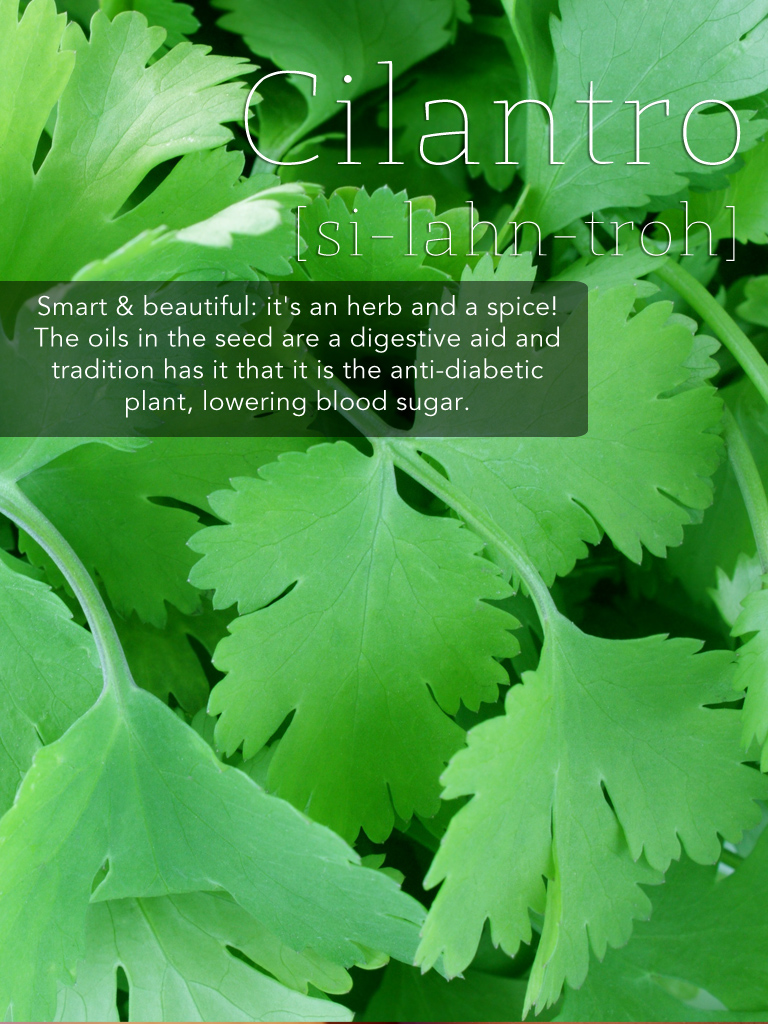 Cilantro
[si-lahn-troh]
Smart & beautiful: it's an herb and a spice!
The oils in the seed are a digestive aid and
tradition has it that it is the anti-diabetic
plant, lowering blood sugar.